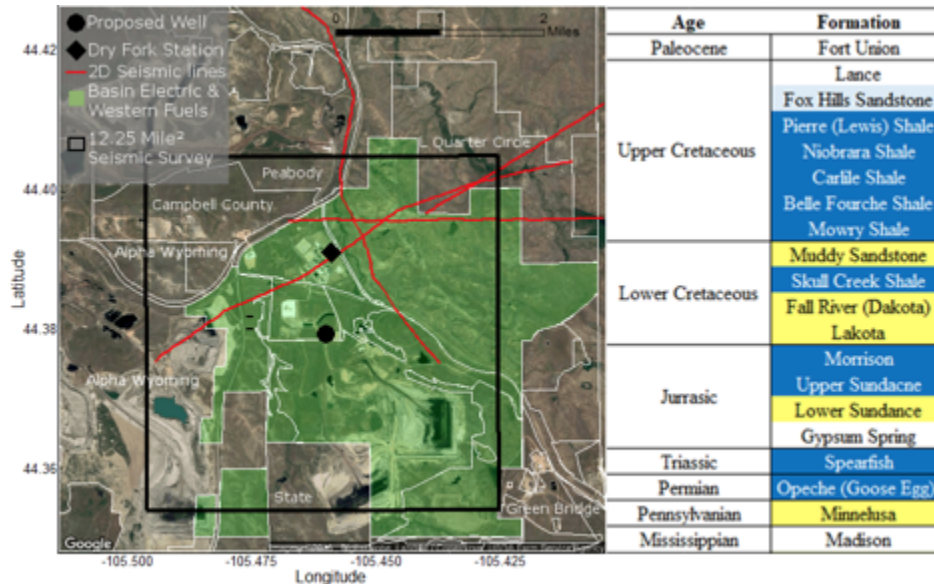 Proposed Well
Dry Fork Station
2D Seismic lines
Basin Electric &
Western Fuels
12.25 Mile²
Seismic Survey
0 1 2
Miles
L Quarter Circle
Peabody
Campbell County
Alpha Wyoming
Alpha Wyoming
State
Green Bridge
Google
44.42
44.40
44.38
44.36
Latitude
-105.500 -105.475 -105.450 -105.425
Longitude
Age Formation
Paleocene Fort Union
Upper Cretaceous
Lance
Fox Hills Sandstone
Pierre (Lewis) Shale
Niobrara Shale
Carlile Shale
Belle Fourche Shale
Mowry Shale
Lower Cretaceous
Muddy Sandstone
Skull Creek Shale
Fall River (Dakota)
Lakota
Jurrasic
Morrison
Upper Sundacne
Lower Sundance
Gypsum Spring
Triassic Spearfish
Permian Opeche (Goose Egg)
Pennsylvanian Minnelusa
Mississippian Madison